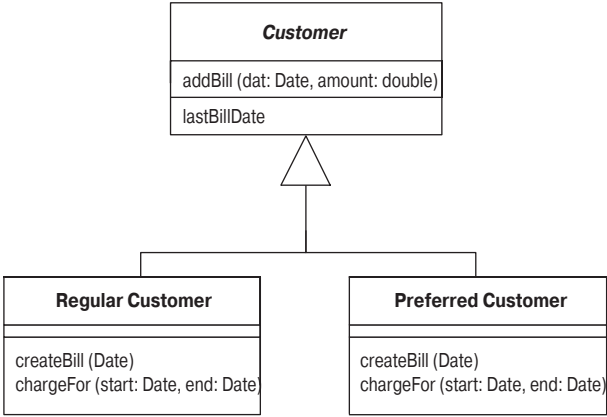 Customer
addBill (dat: Date, amount: double)
lastBillDate
Regular Customer
createBill (Date)
chargeFor (start: Date, end: Date)
Preferred Customer
createBill (Date)
chargeFor (start: Date, end: Date)